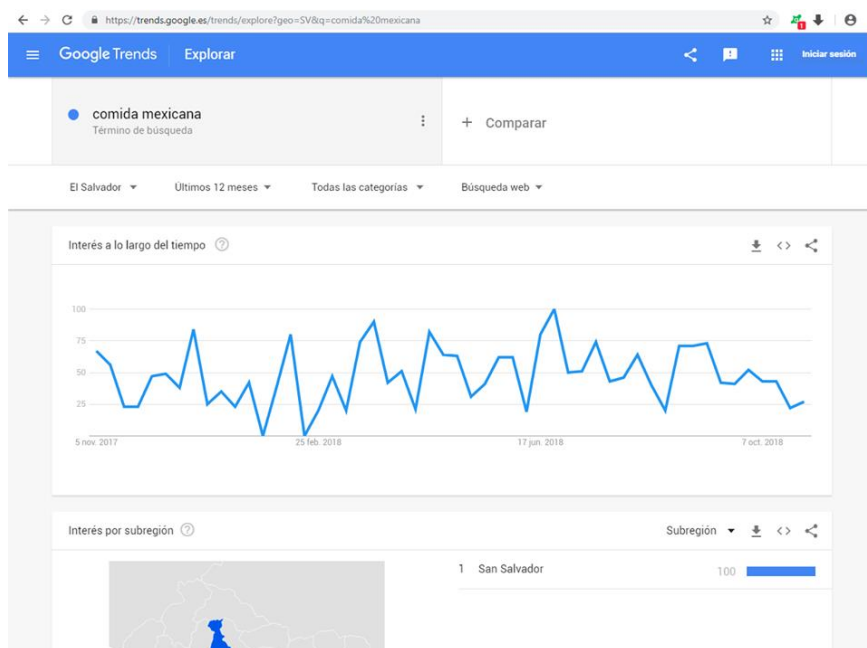 https://trends.google.es/trends/explore?geo=SV&q=comida%20mexicana
1
Google Trends Explorar
Iniciar sesión
comida mexicana
Término de búsqueda
+ Comparar
El Salvador Últimos 12 meses Todas las categorías Búsqueda web
Interés a lo largo del tiempo
100
75
50
25
5 nov. 2017 25 feb. 2018 17 jun. 2018 7 oct. 2018
Interés por subregión Subregión
1 San Salvador 100